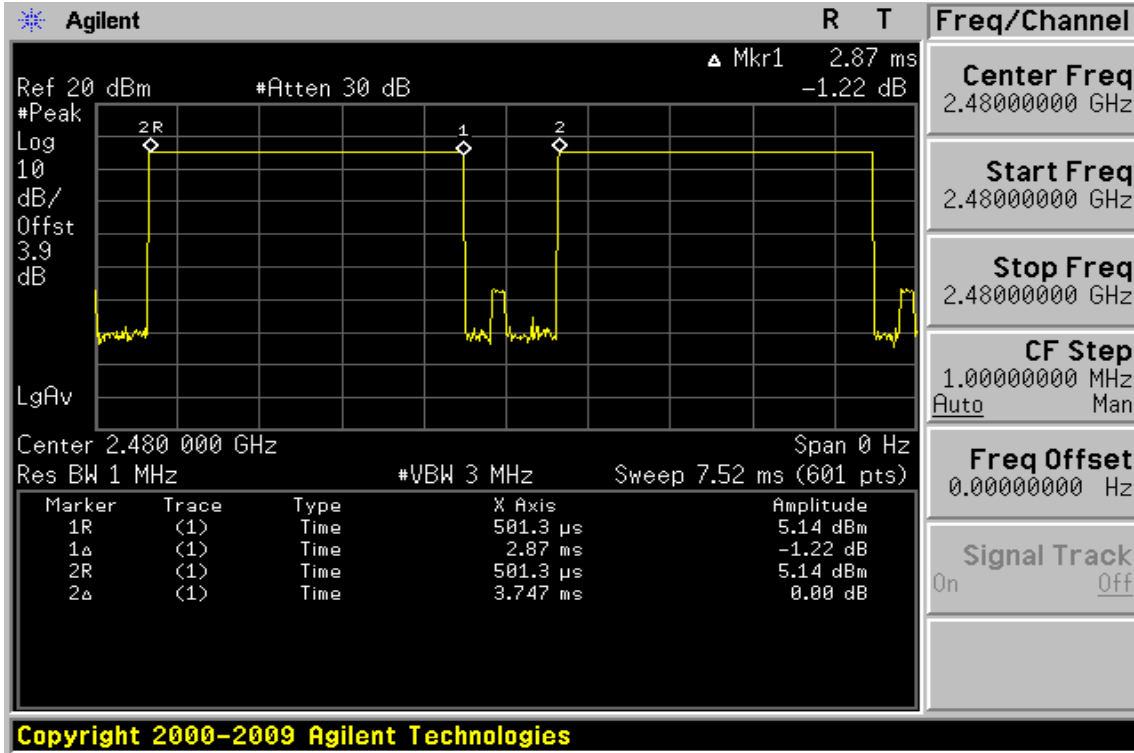 Agilent R T
Freq/Channel
▵ Mkr1 2.87 ms
Ref 20 dBm #Atten 30 dB -1.22 dB
#Peak
Log
10
dB/
Offst
3.9
dB
LgAv
2R
1
2
Center 2.480 000 GHz Span 0 Hz
Res BW 1 MHz #VBW 3 MHz Sweep 7.52 ms (601 pts)
Marker Trace Type X Axis Amplitude
1R (1) Time 501.3 µs 5.14 dBm
1▵ (1) Time 2.87 ms -1.22 dB
2R (1) Time 501.3 µs 5.14 dBm
2▵ (1) Time 3.747 ms 0.00 dB
Center Freq
2.48000000 GHz
Start Freq
2.48000000 GHz
Stop Freq
2.48000000 GHz
CF Step
1.00000000 MHz
Auto Man
Freq Offset
0.00000000 Hz
Signal Track
On Off
Copyright 2000-2009 Agilent Technologies